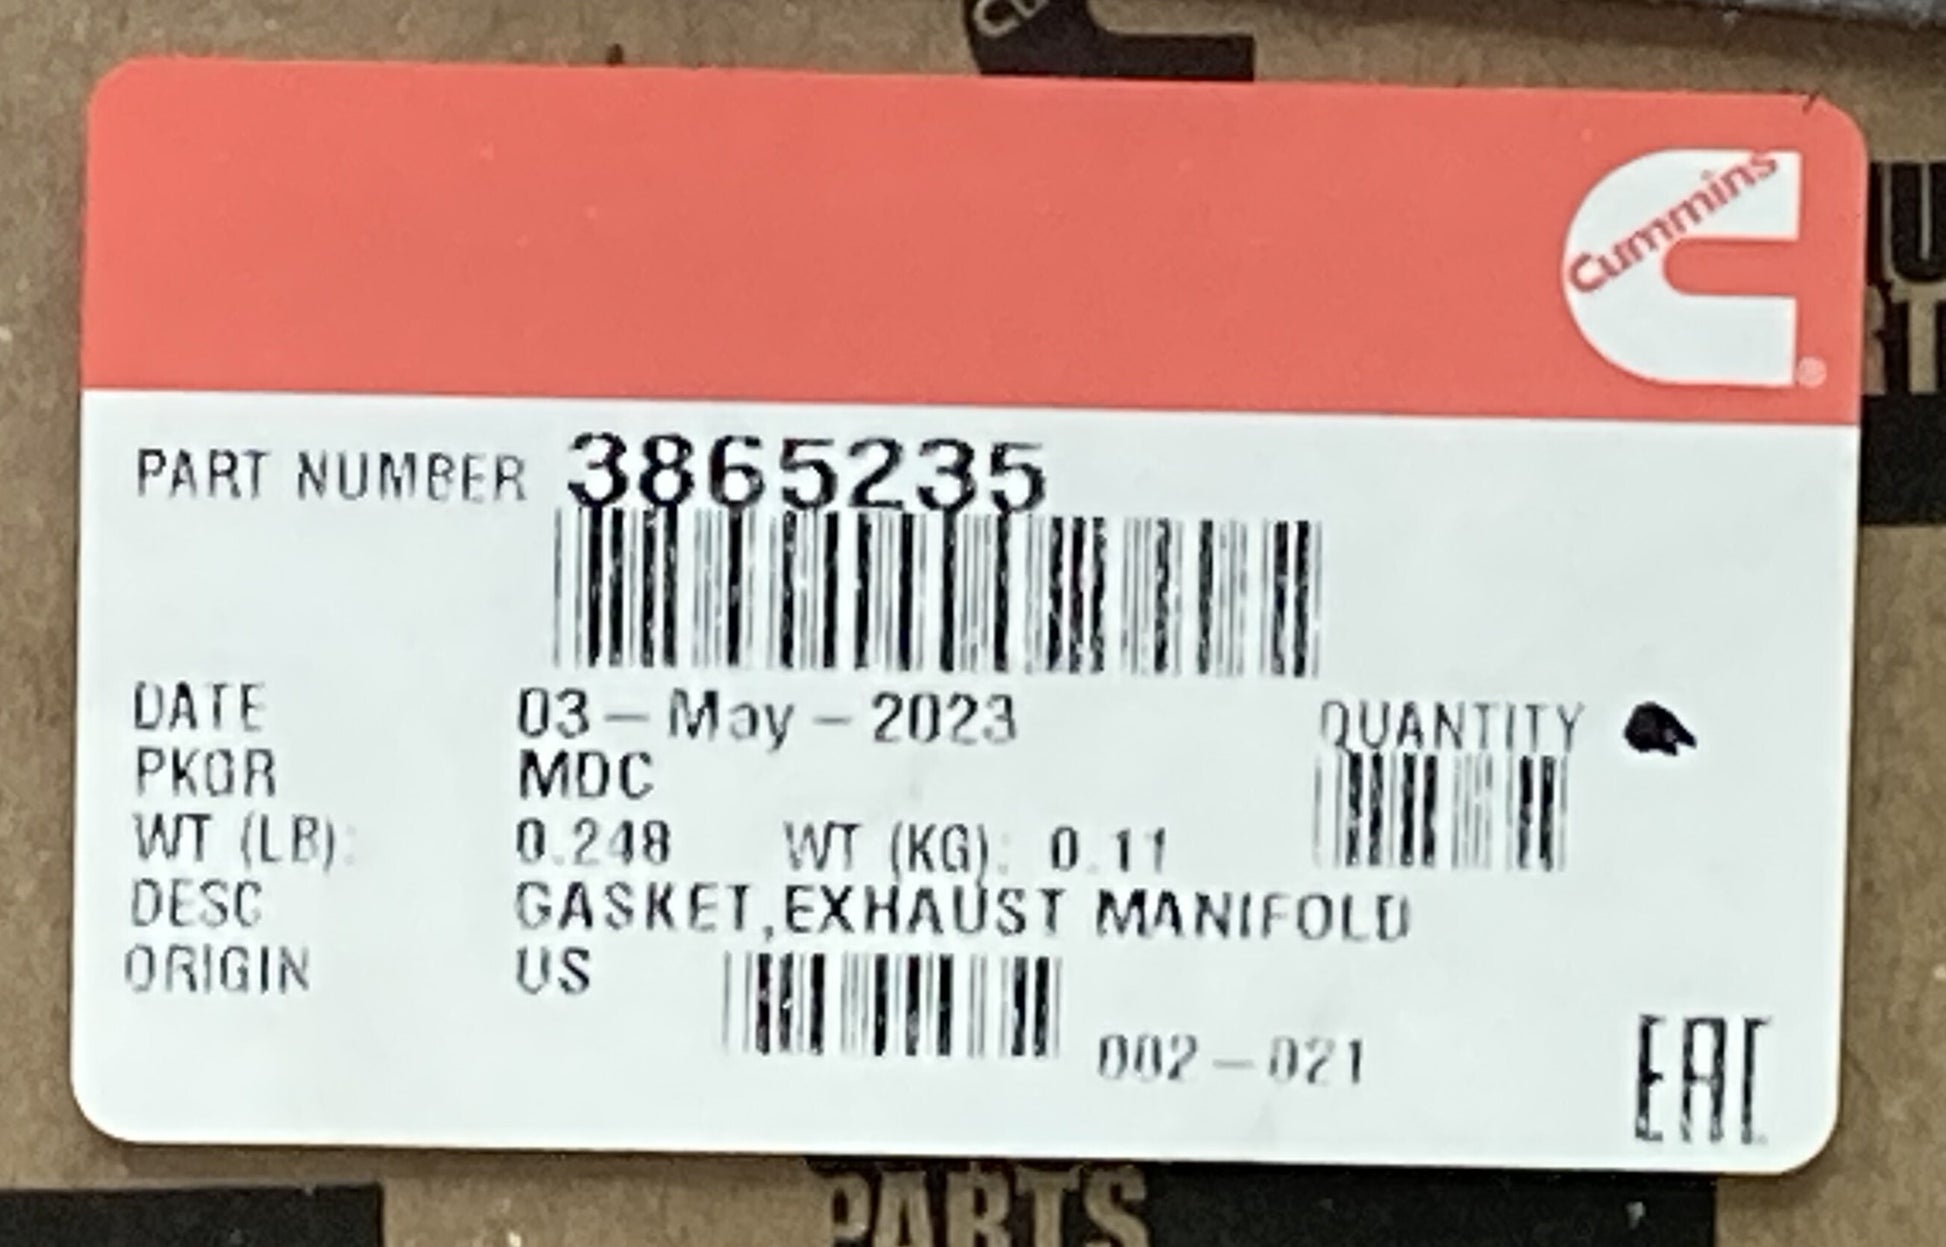 Cummins
®
PART NUMBER 3865235
DATE 03-May-2023 QUANTITY
PKGR MDC
WT (LB): 0.248 WT (KG): 0.11
DESC GASKET,EXHAUST MANIFOLD
ORIGIN US
002-021
EAC
PARTS